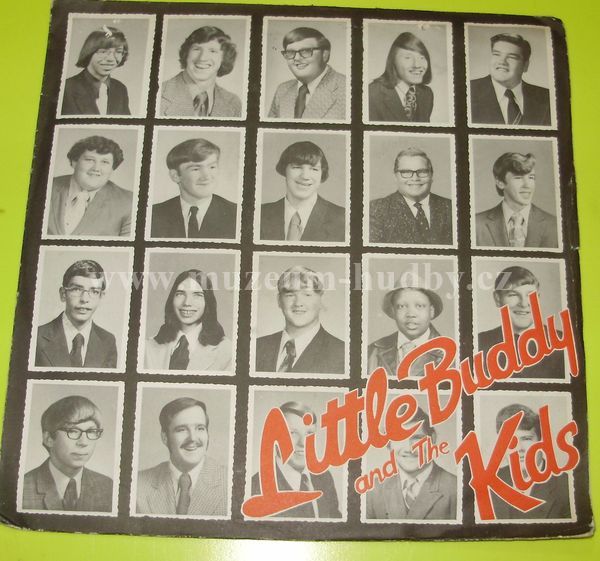 www.muzeum-hudby.cz
Little Buddy
and The
Kids